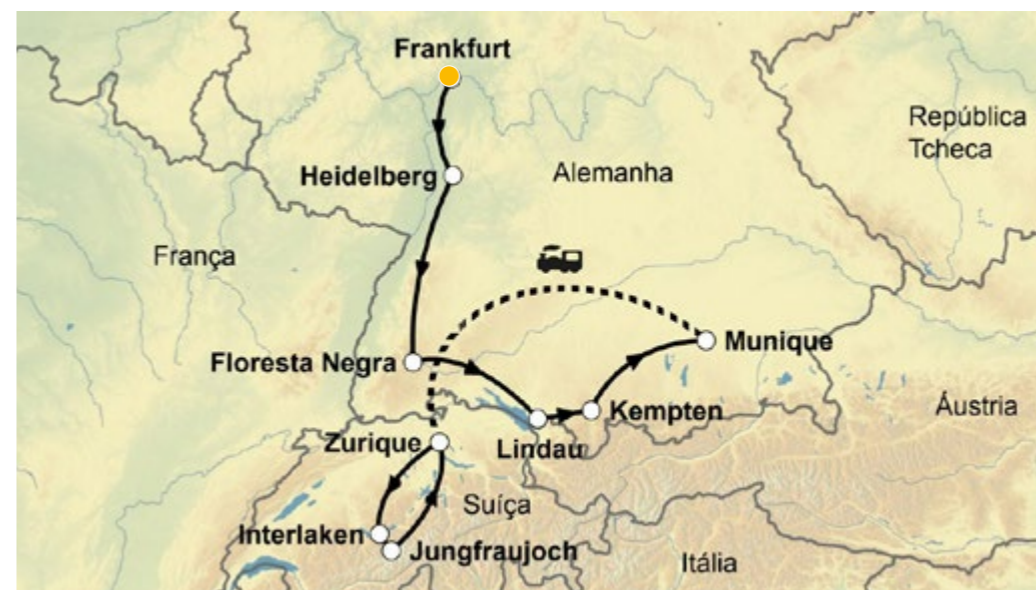 Frankfurt
República
Tcheca
Heidelberg
Alemanha
França
Munique
Floresta Negra
Kempten
Áustria
Zurique
Lindau
Suíça
Interlaken
Jungfraujoch
Itália